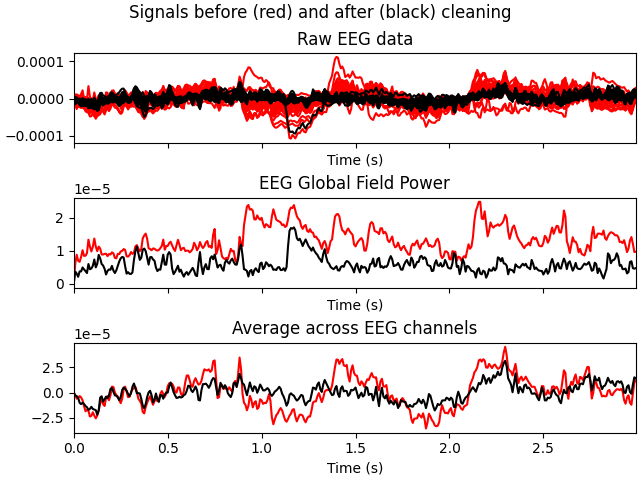 Signals before (red) and after (black) cleaning
Raw EEG data
0.0001
0.0000
−0.0001
Time (s)
EEG Global Field Power
1e−5
2
1
0
Time (s)
Average across EEG channels
1e−5
2.5
0.0
−2.5
0.0 0.5 1.0 1.5 2.0 2.5
Time (s)